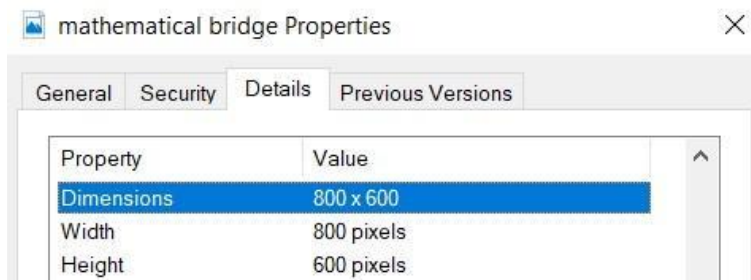 mathematical bridge Properties
General Security Details Previous Versions
Property Value
Dimensions 800 x 600
Width 800 pixels
Height 600 pixels